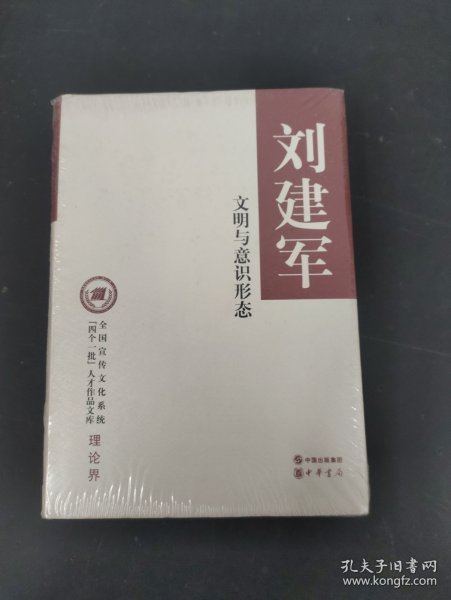 刘建军
文明与意识形态
全国宣传文化系统
「四个一批」人才作品文库
理论界
中国出版集团
中華書局
孔夫子旧书网
www.kongfz.com